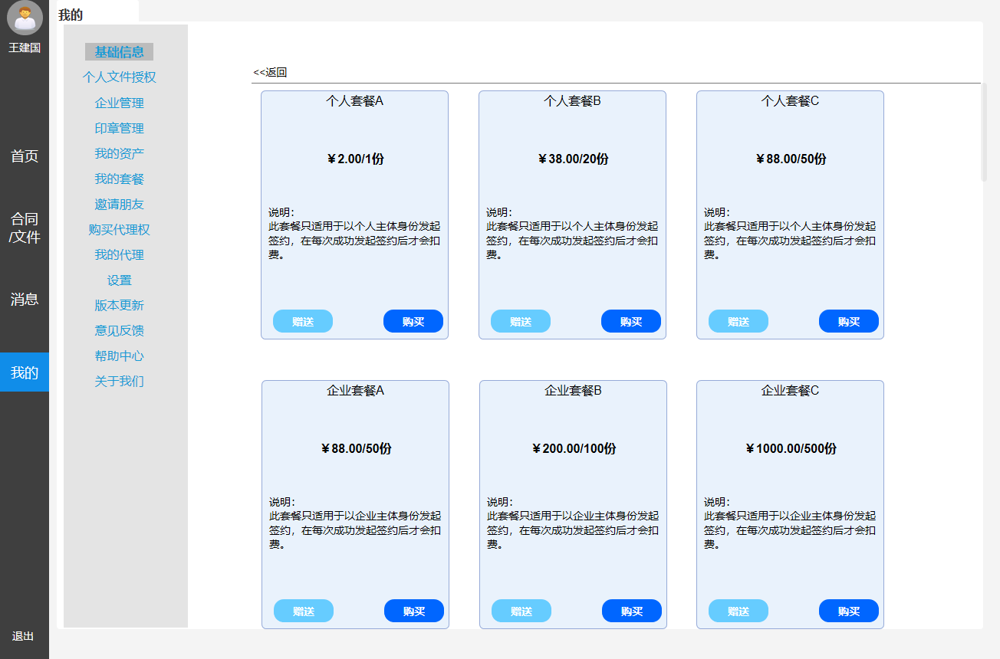 王建国
首页
合同
/文件
消息
我的
退出
我的
基础信息
个人文件授权
企业管理
印章管理
我的资产
我的套餐
邀请朋友
购买代理权
我的代理
设置
版本更新
意见反馈
帮助中心
关于我们
<<返回
个人套餐A
￥2.00/1份
说明：
此套餐只适用于以个人主体身份发起
签约，在每次成功发起签约后才会扣
费。
赠送
购买
个人套餐B
￥38.00/20份
说明：
此套餐只适用于以个人主体身份发起
签约，在每次成功发起签约后才会扣
费。
赠送
购买
个人套餐C
￥88.00/50份
说明：
此套餐只适用于以个人主体身份发起
签约，在每次成功发起签约后才会扣
费。
赠送
购买
企业套餐A
￥88.00/50份
说明：
此套餐只适用于以企业主体身份发起
签约，在每次成功发起签约后才会扣
费。
赠送
购买
企业套餐B
￥200.00/100份
说明：
此套餐只适用于以企业主体身份发起
签约，在每次成功发起签约后才会扣
费。
赠送
购买
企业套餐C
￥1000.00/500份
说明：
此套餐只适用于以企业主体身份发起
签约，在每次成功发起签约后才会扣
费。
赠送
购买